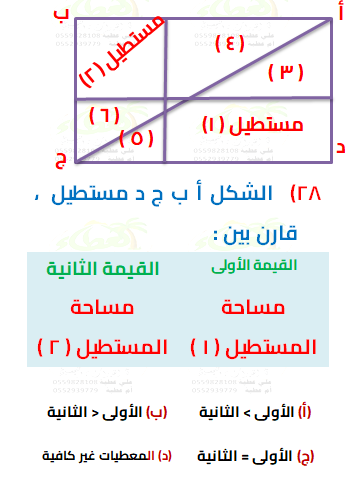 ب أ
مستطيل (٢)
(٤)
(٣)
(٦)
(٥)
مستطيل (١)
ج د
٢٨) الشكل أ ب ج د مستطيل ،
قارن بين :
القيمة الأولى القيمة الثانية
مساحة مساحة
المستطيل (١) المستطيل (٢)
(أ) الأولى > الثانية (ب) الأولى < الثانية
(ج) الأولى = الثانية (د) المعطيات غير كافية